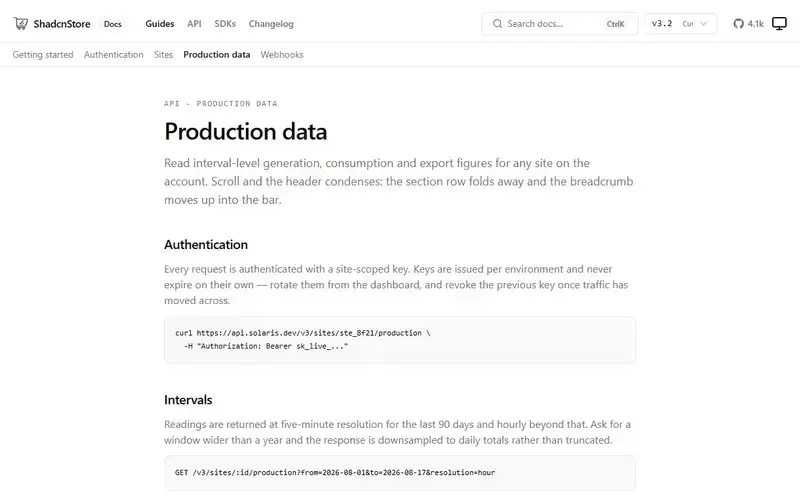 ShadcnStore Docs Guides API SDKs Changelog Search docs... CtrlK v3.2 4.1k
Getting started Authentication Sites Production data Webhooks
API - PRODUCTION DATA
Production data
Read interval-level generation, consumption and export figures for any site on the
account. Scroll and the header condenses: the section row folds away and the breadcrumb
moves up into the bar.
Authentication
Every request is authenticated with a site-scoped key. Keys are issued per environment and never
expire on their own — rotate them from the dashboard, and revoke the previous key once traffic has
moved across.
curl https://api.solaris.dev/v3/sites/ste_8f21/production \
-H "Authorization: Bearer sk_live_..."
Intervals
Readings are returned at five-minute resolution for the last 90 days and hourly beyond that. Ask for a
window wider than a year and the response is downsampled to daily totals rather than truncated.
GET /v3/sites/:id/production?from=2026-08-01&to=2026-08-17&resolution=hour